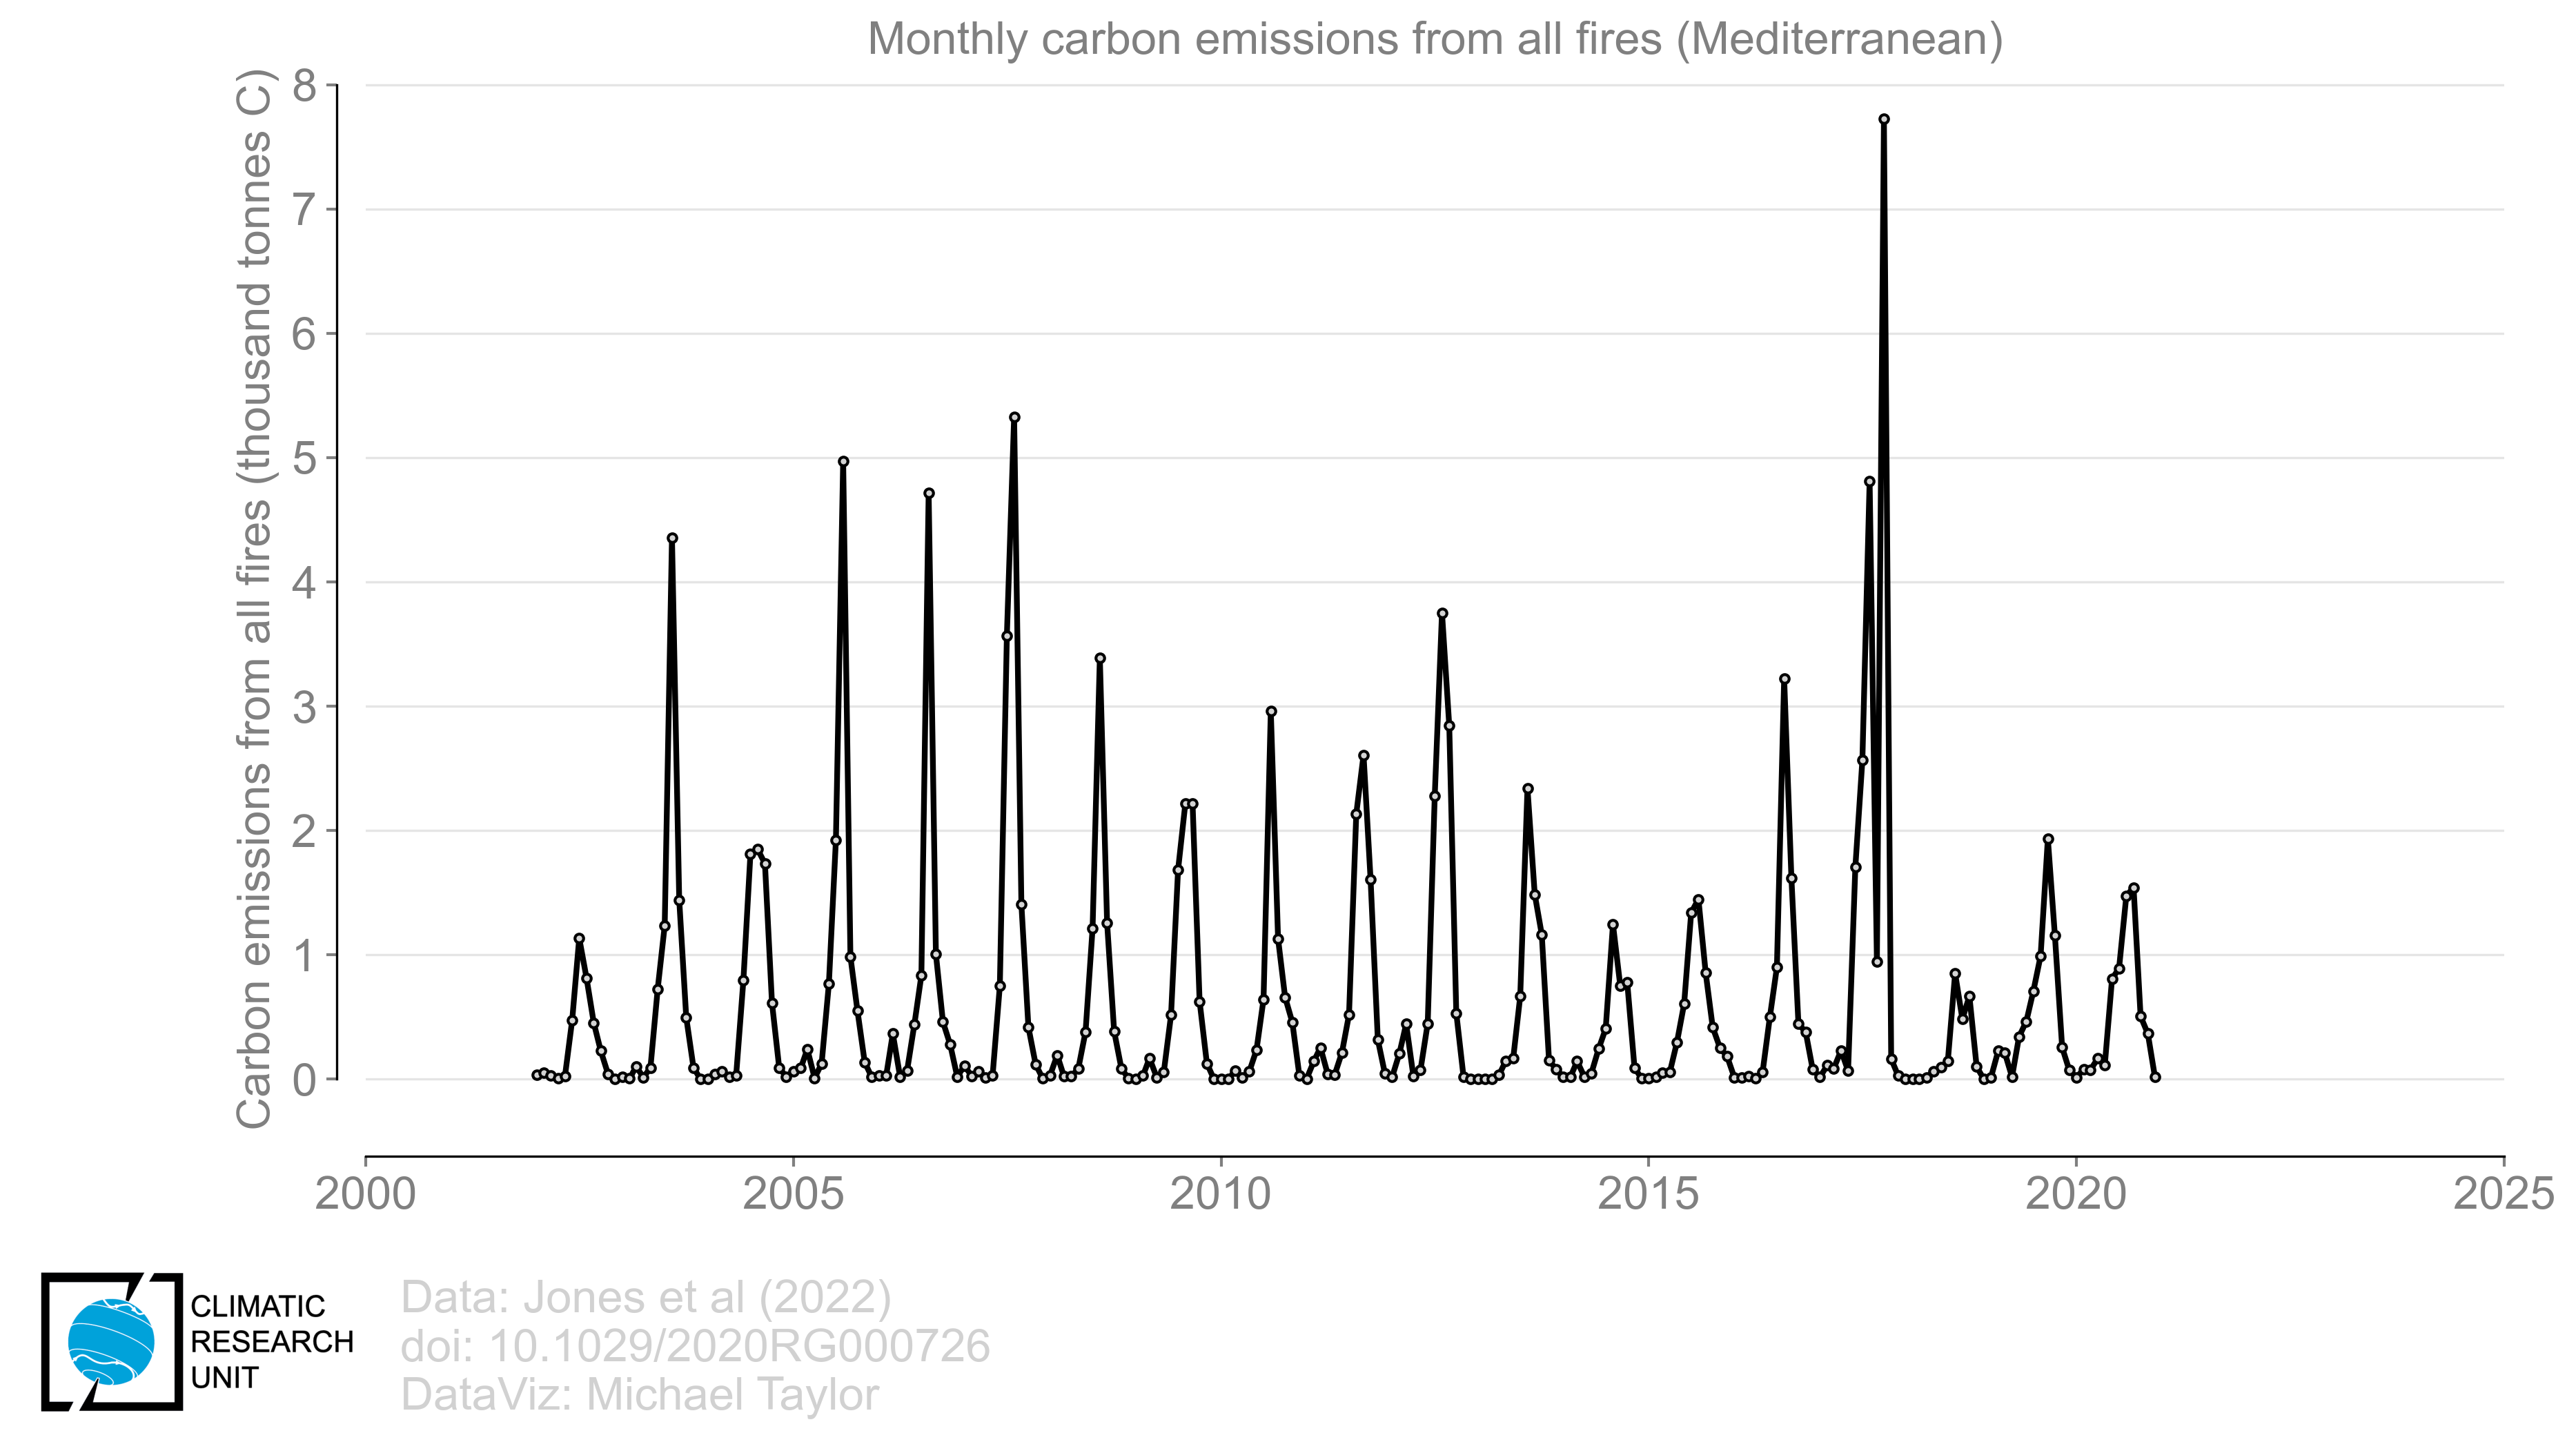 Monthly carbon emissions from all fires (Mediterranean)
Carbon emissions from all fires (thousand tonnes C)
8
7
6
5
4
3
2
1
0
2000 2005 2010 2015 2020 2025
CLIMATIC
RESEARCH
UNIT
Data: Jones et al (2022)
doi: 10.1029/2020RG000726
DataViz: Michael Taylor